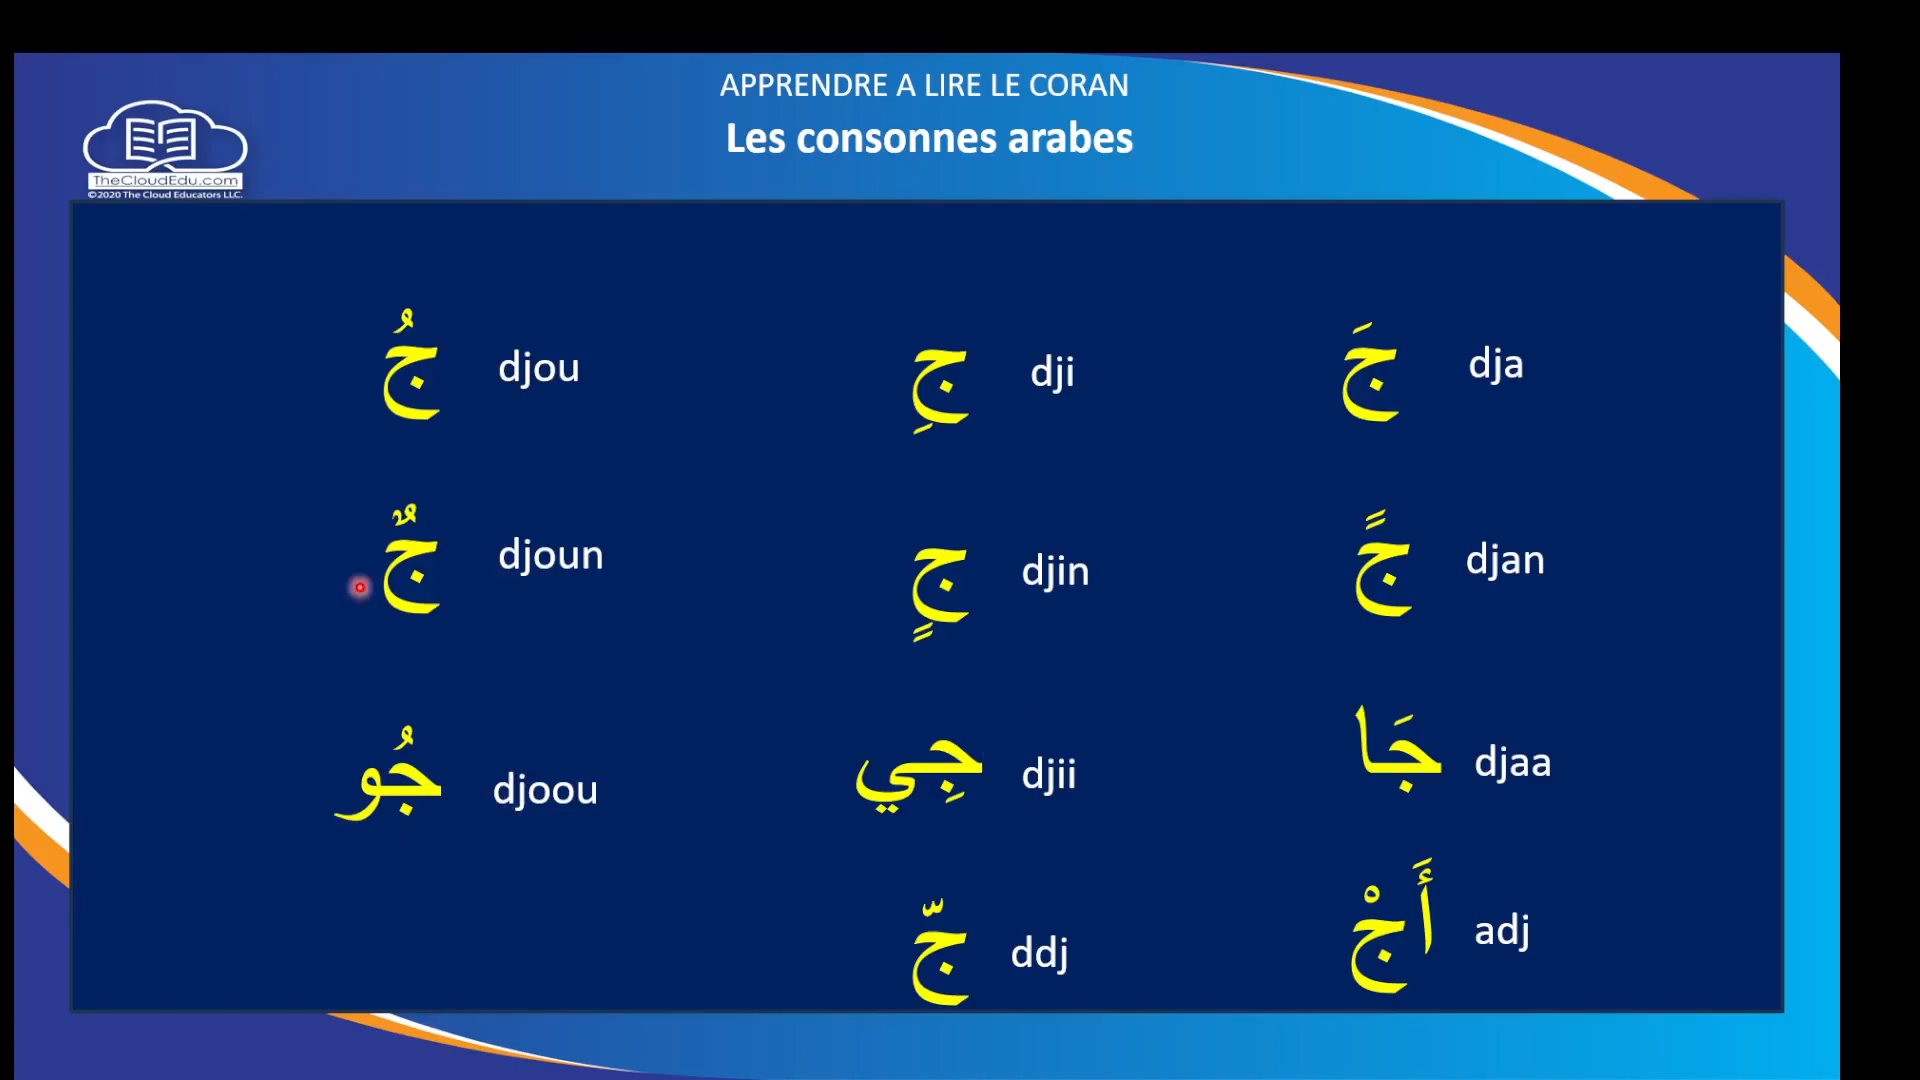 APPRENDRE A LIRE LE CORAN
Les consonnes arabes
TheCloudEdu.com
©2020 The Cloud Educators LLC.
جُ djou جِ dji جَ dja
جٌ djoun جٍ djin جً djan
جُو djoou جِي djii جَا djaa
جّ ddj أَجْ adj